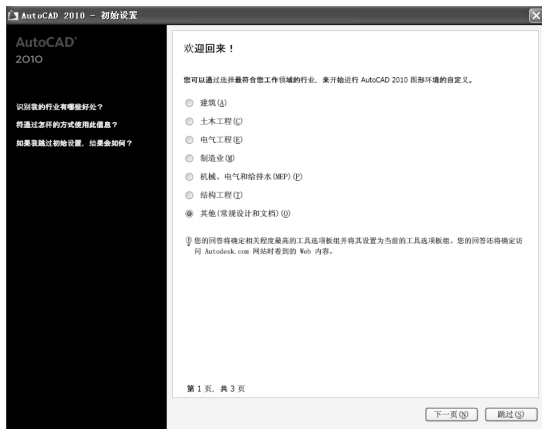 AutoCAD 2010 - 初始设置
AutoCAD®
2010
识别我的行业有哪些好处？
将通过怎样的方式使用此信息？
如果我跳过初始设置，结果会如何？
欢迎回来！
您可以通过选择最符合您工作领域的行业，来开始进行 AutoCAD 2010 图形环境的自定义。
建筑(A)
土木工程(C)
电气工程(E)
制造业(M)
机械、电气和给排水(MEP)(P)
结构工程(T)
其他(常规设计和文档)(O)
您的回答将确定相关程度最高的工具选项板组并将其设置为当前的工具选项板组。您的回答还将确定访
问 Autodesk.com 网站时看到的 Web 内容。
第 1 页，共 3 页
下一页(N) 跳过(S)